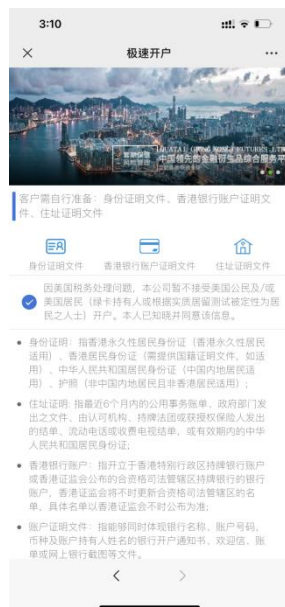 3:10
极速开户
客户需自行准备：身份证明文件、香港银行账户证明文
件、住址证明文件
身份证明文件 香港银行账户证明文件 住址证明文件
因美国税务处理问题，本公司暂不接受美国公民及/或
美国居民（绿卡持有人或根据实质居留测试被定性为居
民之人士）开户。本人已知晓并同意
该信息。
身份证明：指香港永久性居民身份证（香港永久性居民
适用）、香港居民身份证（需提供国籍证明文件，如适
用）、中华人民共和国居民身份证（中国内地居民适
用）、护照（非中国内地居民且非香港居民适用）；
住址证明：指最近6个月内的公用事务账单、政府部门发
出之文件、由认可机构、持牌法团或获授权保险人发出
的结单、流动电话或收费电视结单、或有效期内的中华
人民共和国居民身份证；
香港银行账户：指开立于香港特别行政区持牌银行账户
或香港证监会公布的合资格司法管辖区持牌银行的银行
账户，香港证监会将不时更新合资格司法管辖区的名
单，具体名单以香港证监会不时公布为准；
账户证明文件：指能够同时体现银行名称、账户号码、
币种及账户持有人姓名的银行开户通知书、欢迎信、账
单或网上银行截图等文件。